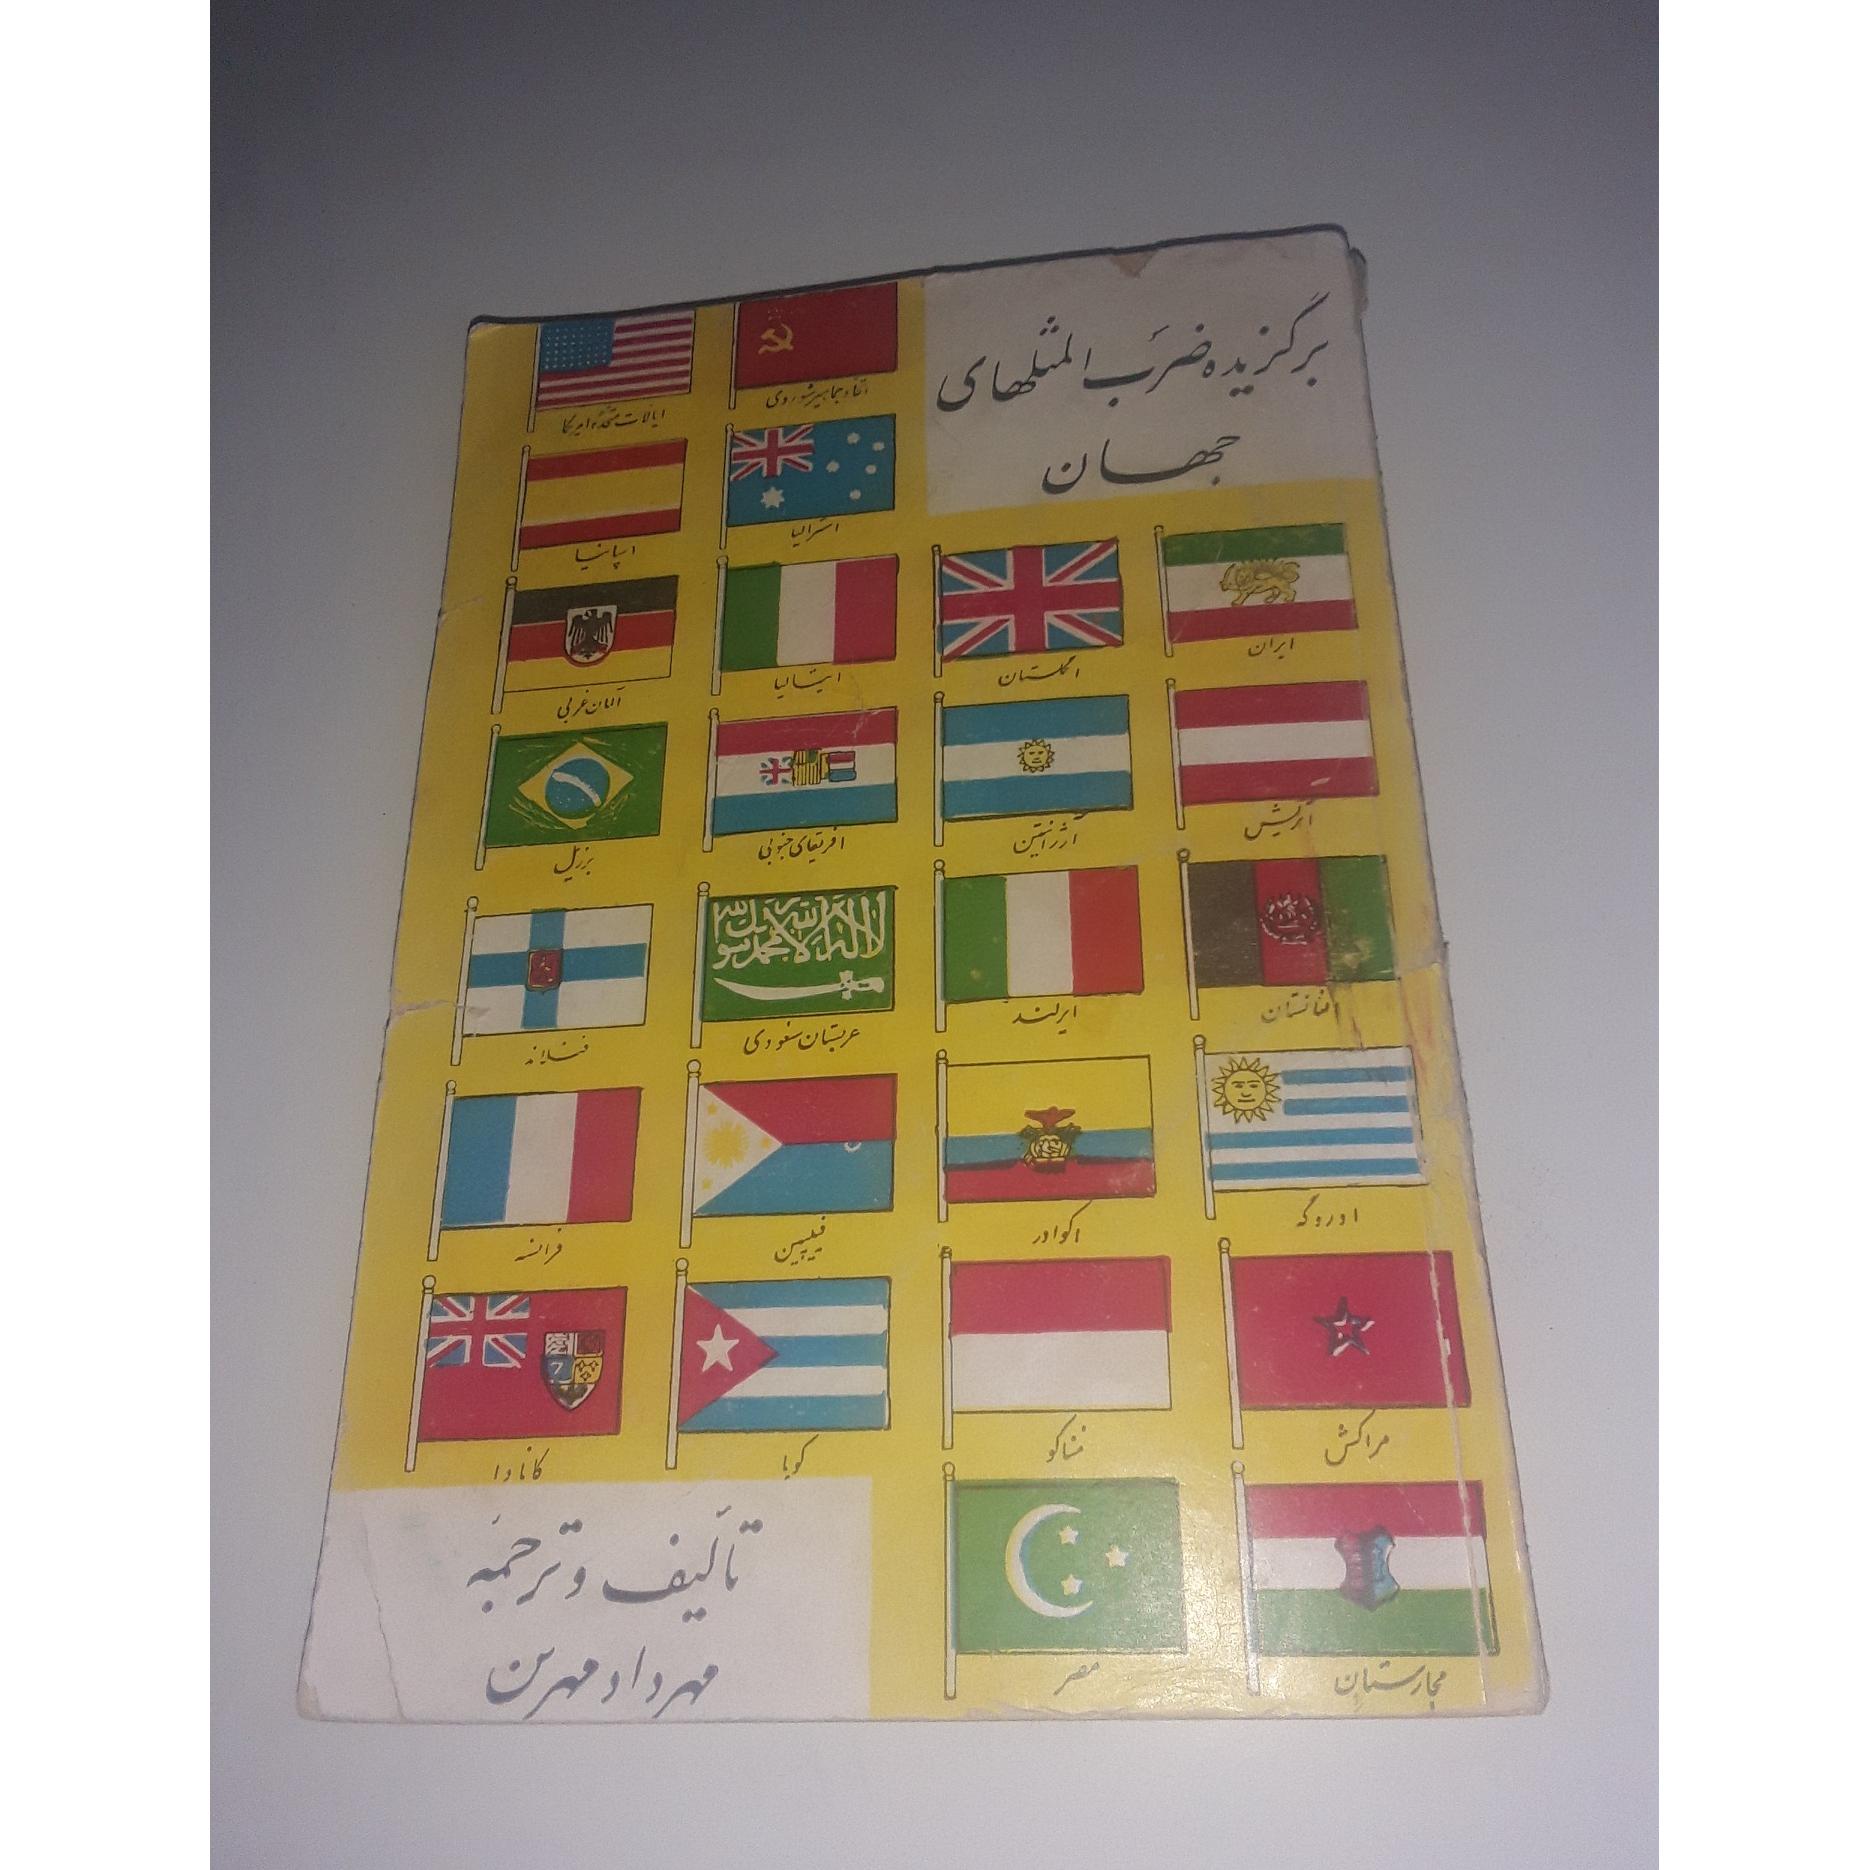 برگزیده ضرب المثلهای
جهان
اتحاد جماهیر شوروی
ایالات متحده امریکا
استرالیا
اسپانیا
ایران
انگلستان
ایتالیا
آلمان غربی
اتریش
آرژانتین
افریقای جنوبی
برزیل
افغانستان
ایرلند
لا اله الا الله محمد رسول الله
عربستان سعودی
فنلاند
اوروگه
اکوادر
فیلیپین
فرانسه
مراکش
مناکو
کوبا
کانادا
مجارستان
مصر
تألیف و ترجمه
مهرداد مهرین